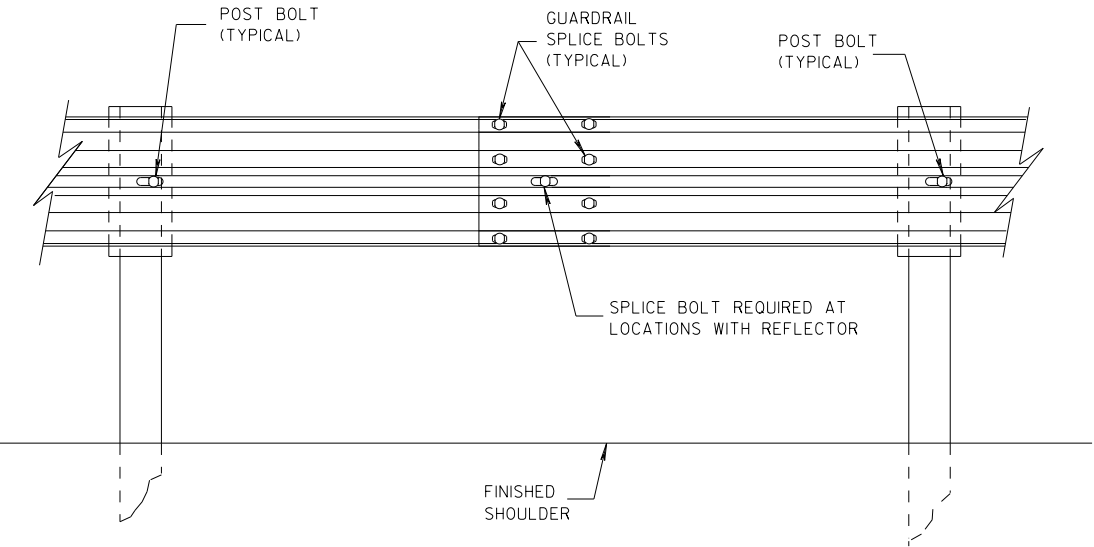 POST BOLT
(TYPICAL)
GUARDRAIL
SPLICE BOLTS
(TYPICAL)
POST BOLT
(TYPICAL)
SPLICE BOLT REQUIRED AT
LOCATIONS WITH REFLECTOR
FINISHED
SHOULDER